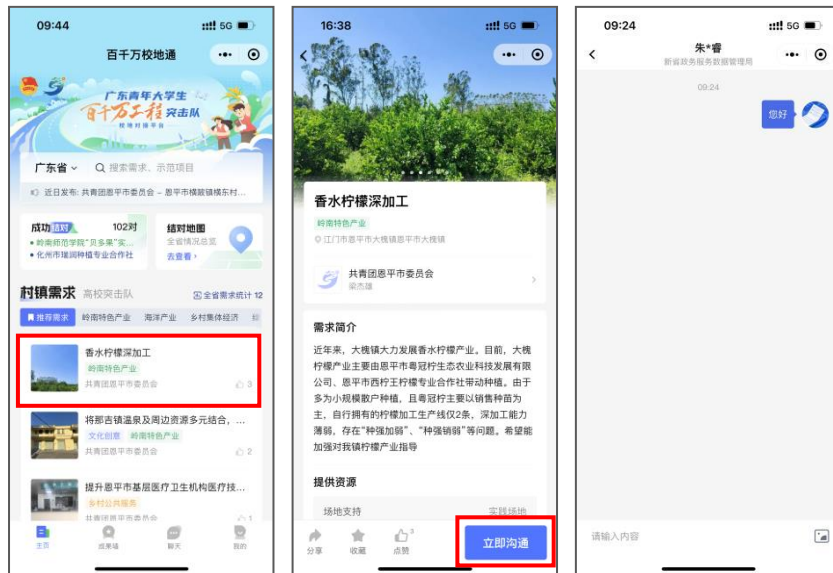 09:44
5G
百千万校地通
广东青年大学生
百千万工程突击队
校地对接平台
广东省
搜索需求、示范项目
近日发布: 共青团恩平市委员会 – 恩平市横陂镇横东村...
成功结对
102对
岭南师范学院“贝多果”实...
化州市瑞润种植专业合作社
结对地图
全省情况总览
去查看
村镇需求
高校突击队
全省需求统计 12
推荐需求
岭南特色产业
海洋产业
乡村集体经济
香水柠檬深加工
岭南特色产业
共青团恩平市委员会
3
将那吉镇温泉及周边资源多元结合，...
文化创意
岭南特色产业
共青团恩平市委员会
2
提升恩平市基层医疗卫生机构医疗技...
乡村公共服务
共青团恩平市委员会
1
主页
成果墙
聊天
我的
16:38
5G
香水柠檬深加工
岭南特色产业
江门市恩平市大槐镇恩平市大槐镇
共青团恩平市委员会
梁杰雄
需求简介
近年来，大槐镇大力发展香水柠檬产业。目前，大槐
柠檬产业主要由恩平市粤冠柠生态农业科技发展有限
公司、恩平市西柠王柠檬专业合作社带动种植。由于
多为小规模散户种植，且粤冠柠主要以销售种苗为
主，自行拥有的柠檬加工生产线仅2条，深加工能力
薄弱，存在“种强加弱”、“种强销弱”等问题。希望能
加强对我镇柠檬产业指导
提供资源
场地支持
实践场地
分享
收藏
3
点赞
立即沟通
09:24
5G
朱*睿
新省政务服务数据管理局
09:24
您好
请输入内容